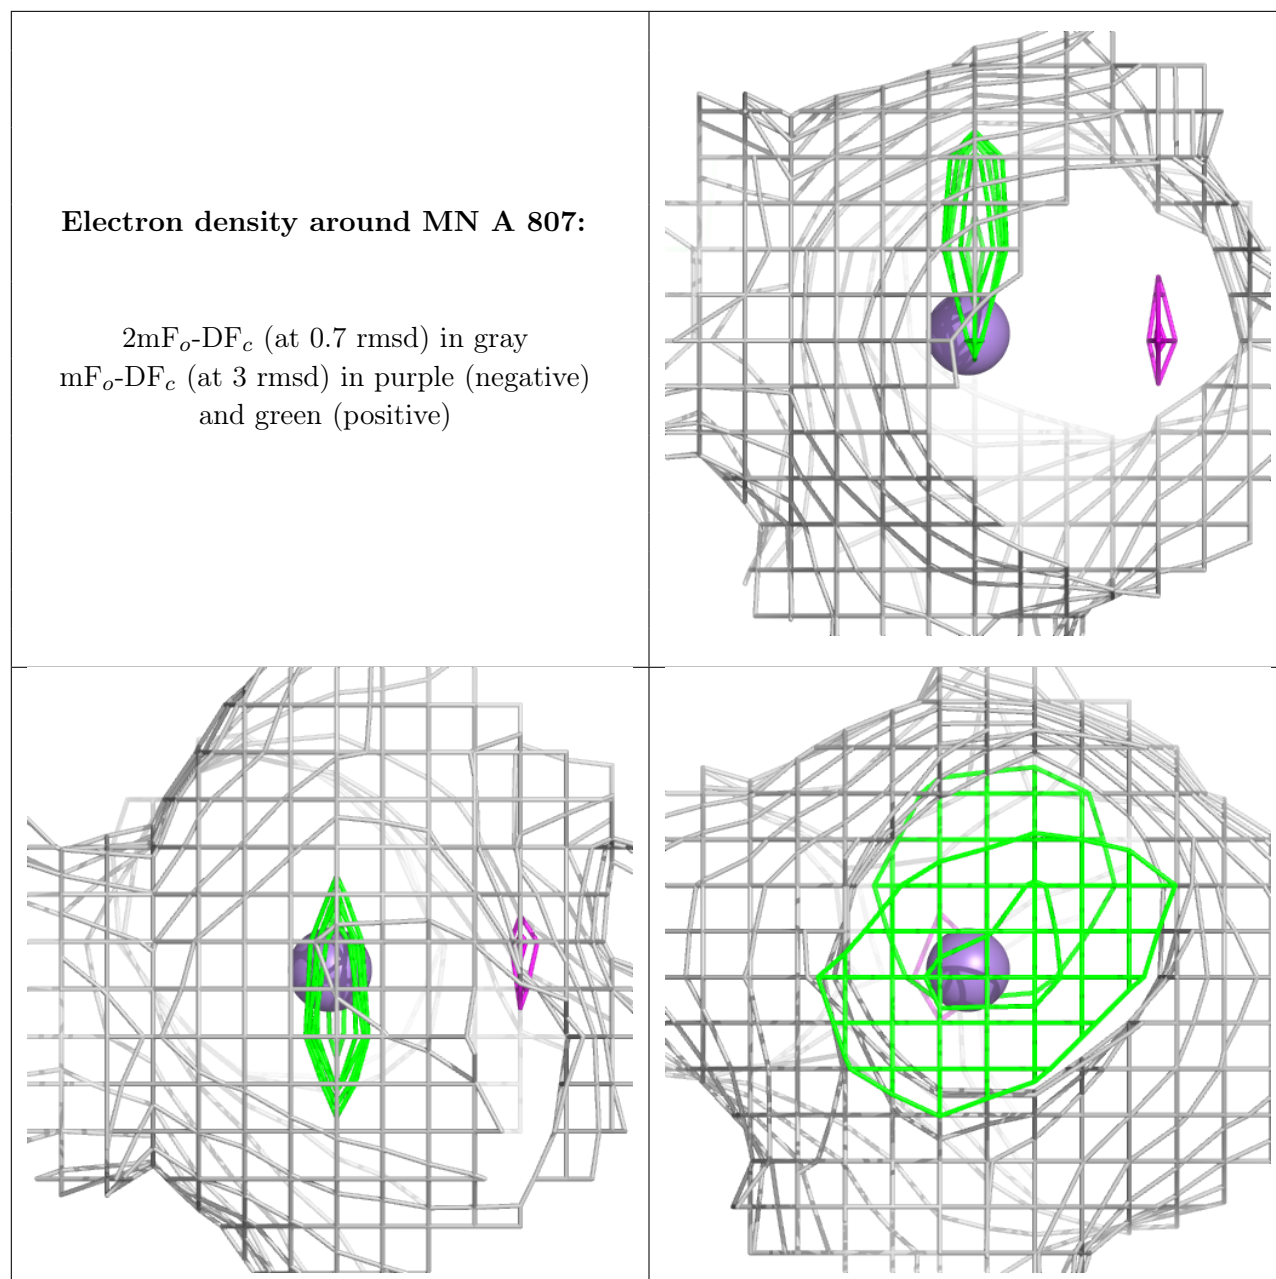 Electron density around MN A 807:
2mFo-DFc (at 0.7 rmsd) in gray
mFo-DFc (at 3 rmsd) in purple (negative)
and green (positive)